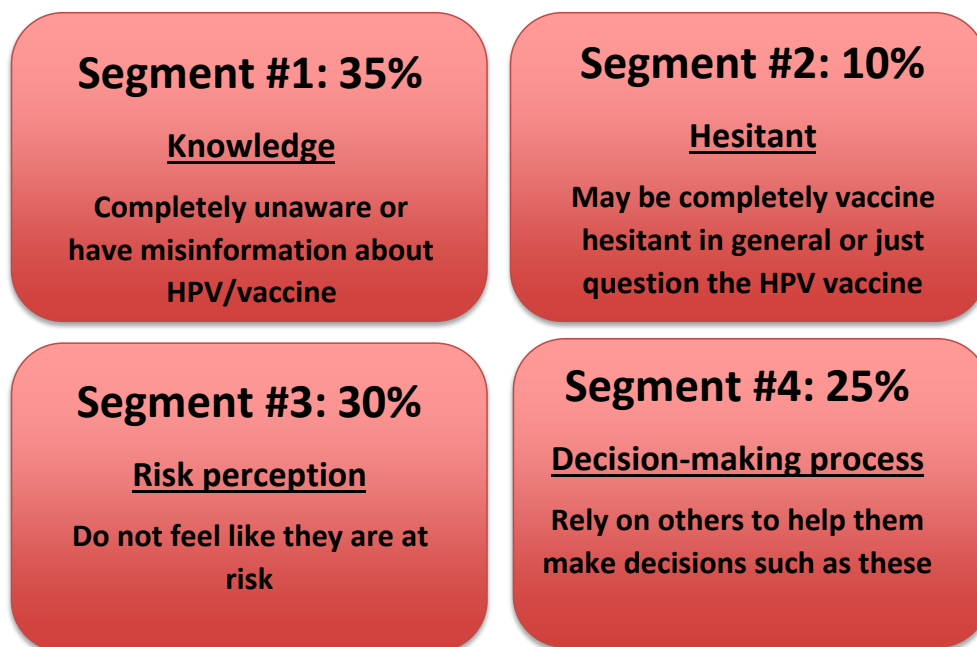 Segment #1: 35%
Knowledge
Completely unaware or
have misinformation about
HPV/vaccine
Segment #2: 10%
Hesitant
May be completely vaccine
hesitant in general or just
question the HPV vaccine
Segment #3: 30%
Risk perception
Do not feel like they are at
risk
Segment #4: 25%
Decision-making process
Rely on others to help them
make decisions such as these